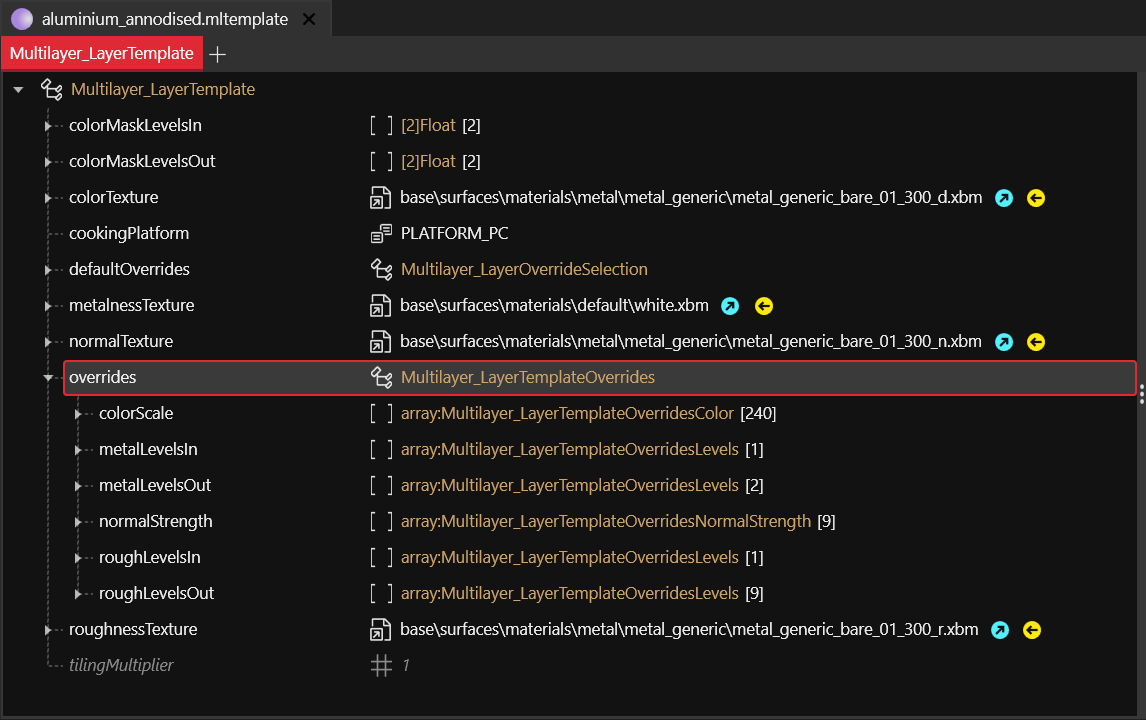 aluminium_annodised.mltemplate
Multilayer_LayerTemplate
Multilayer_LayerTemplate
colorMaskLevelsIn [ ] [2]Float [2]
colorMaskLevelsOut [ ] [2]Float [2]
colorTexture base\surfaces\materials\metal\metal_generic\metal_generic_bare_01_300_d.xbm
cookingPlatform PLATFORM_PC
defaultOverrides Multilayer_LayerOverrideSelection
metalnessTexture base\surfaces\materials\default\white.xbm
normalTexture base\surfaces\materials\metal\metal_generic\metal_generic_bare_01_300_n.xbm
overrides Multilayer_LayerTemplateOverrides
colorScale [ ] array:Multilayer_LayerTemplateOverridesColor [240]
metalLevelsIn [ ] array:Multilayer_LayerTemplateOverridesLevels [1]
metalLevelsOut [ ] array:Multilayer_LayerTemplateOverridesLevels [2]
normalStrength [ ] array:Multilayer_LayerTemplateOverridesNormalStrength [9]
roughLevelsIn [ ] array:Multilayer_LayerTemplateOverridesLevels [1]
roughLevelsOut [ ] array:Multilayer_LayerTemplateOverridesLevels [9]
roughnessTexture base\surfaces\materials\metal\metal_generic\metal_generic_bare_01_300_r.xbm
tilingMultiplier 1